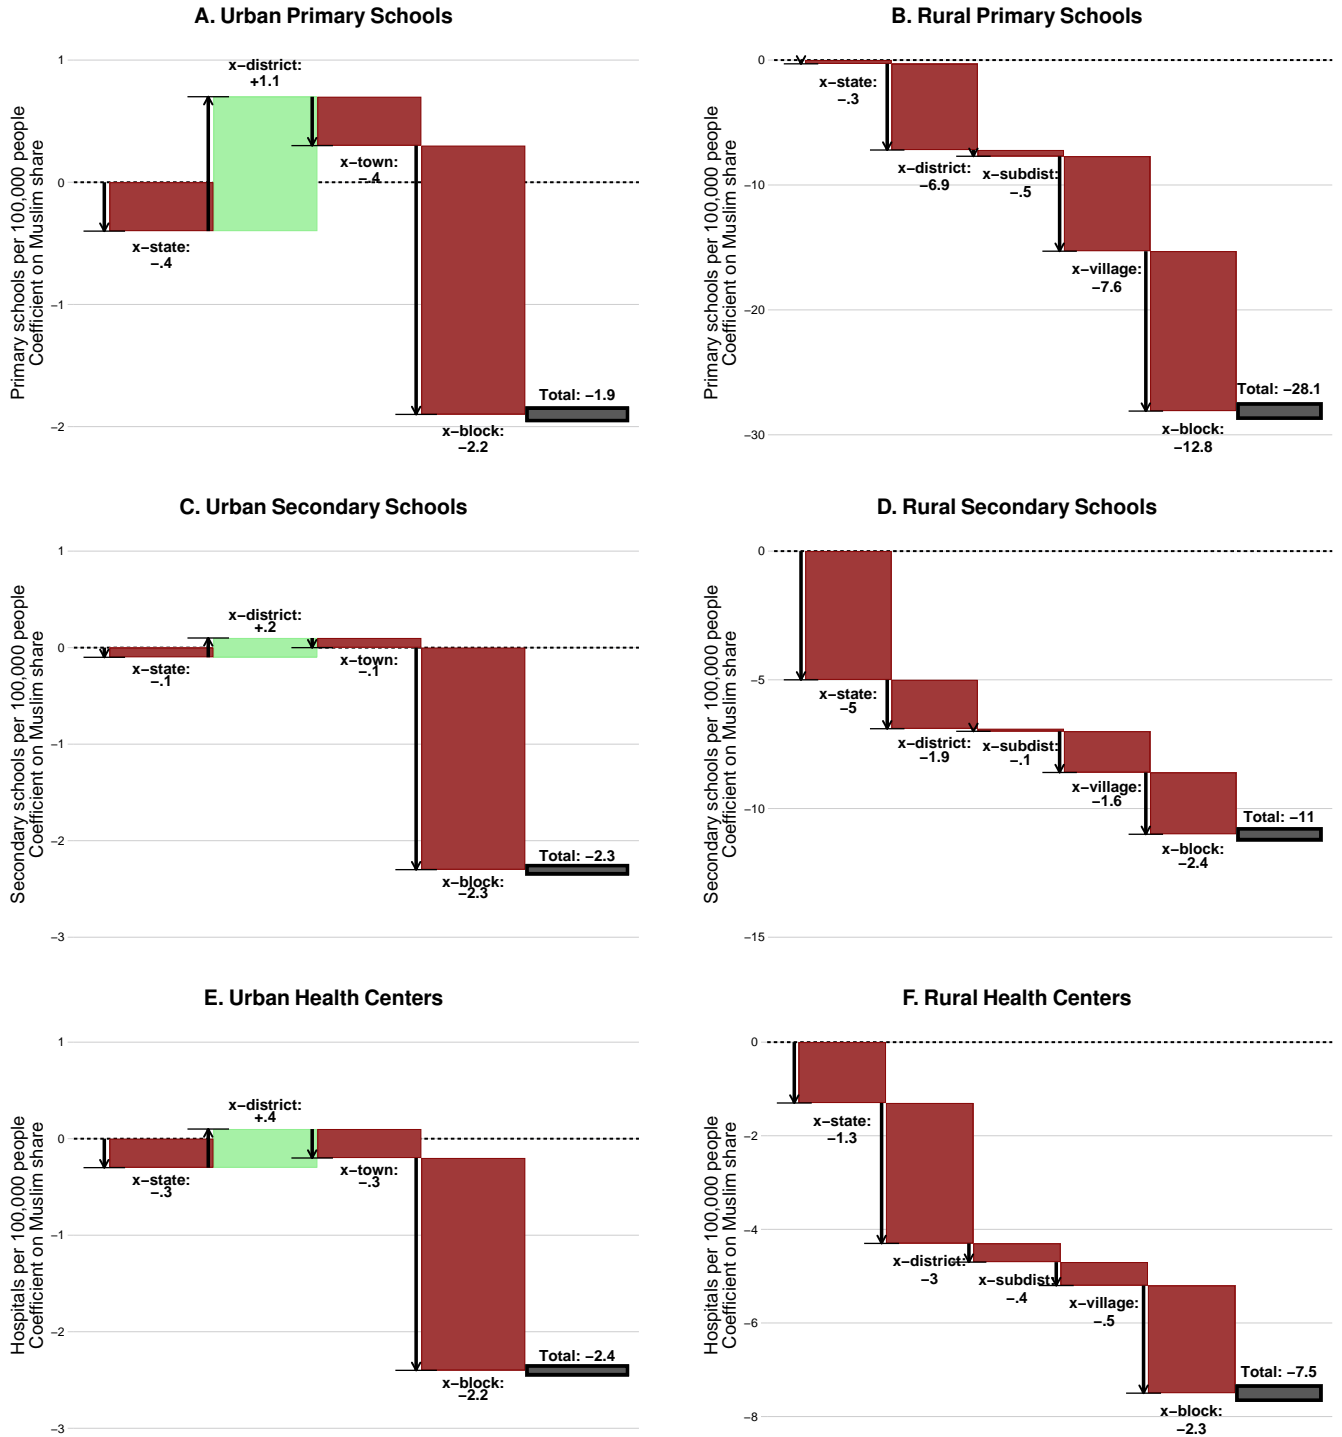 A. Urban Primary Schools
Primary schools per 100,000 people
Coefficient on Muslim share
1
0
−1
−2
x−district:
+1.1
x−state:
−.4
x−town:
−.4
x−block:
−2.2
Total: −1.9
B. Rural Primary Schools
Primary schools per 100,000 people
Coefficient on Muslim share
0
−10
−20
−30
x−state:
−.3
x−district:
−6.9
x−subdist:
−.5
x−village:
−7.6
x−block:
−12.8
Total: −28.1
C. Urban Secondary Schools
Secondary schools per 100,000 people
Coefficient on Muslim share
1
0
−1
−2
−3
x−district:
+.2
x−state:
−.1
x−town:
−.1
x−block:
−2.3
Total: −2.3
D. Rural Secondary Schools
Secondary schools per 100,000 people
Coefficient on Muslim share
0
−5
−10
−15
x−state:
−5
x−district:
−1.9
x−subdist:
−.1
x−village:
−1.6
x−block:
−2.4
Total: −11
E. Urban Health Centers
Hospitals per 100,000 people
Coefficient on Muslim share
1
0
−1
−2
−3
x−district:
+.4
x−state:
−.3
x−town:
−.3
x−block:
−2.2
Total: −2.4
F. Rural Health Centers
Hospitals per 100,000 people
Coefficient on Muslim share
0
−2
−4
−6
−8
x−state:
−1.3
x−district:
−3
x−subdist:
−.4
x−village:
−.5
x−block:
−2.3
Total: −7.5